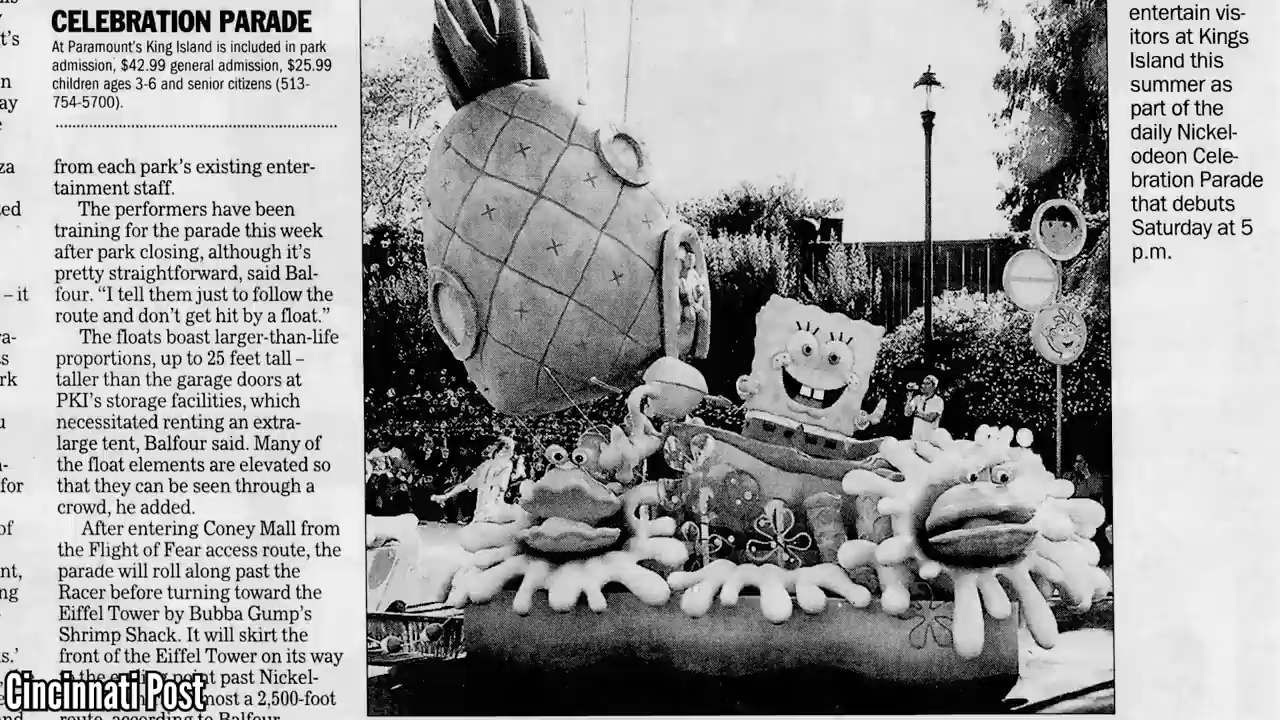 CELEBRATION PARADE
At Paramount's King Island is included in park
admission, $42.99 general admission, $25.99
children ages 3-6 and senior citizens (513-
754-5700).
from each park's existing enter-
tainment staff.
The performers have been
training for the parade this week
after park closing, although it's
pretty straightforward, said Bal-
four. “I tell them just to follow the
route and don't get hit by a float.”
The floats boast larger-than-life
proportions, up to 25 feet tall –
taller than the garage doors at
PKI's storage facilities, which
necessitated renting an extra-
large tent, Balfour said. Many of
the float elements are elevated so
that they can be seen through a
crowd, he added.
After entering Coney Mall from
the Flight of Fear access route, the
parade will roll along past the
Racer before turning toward the
Eiffel Tower by Bubba Gump's
Shrimp Shack. It will skirt the
front of the Eiffel Tower on its way
point past Nickel-
most a 2,500-foot
route, according to Balfour.
entertain vis-
itors at Kings
Island this
summer as
part of the
daily Nickel-
odeon Cele-
bration Parade
that debuts
Saturday at 5
p.m.
Cincinnati Post